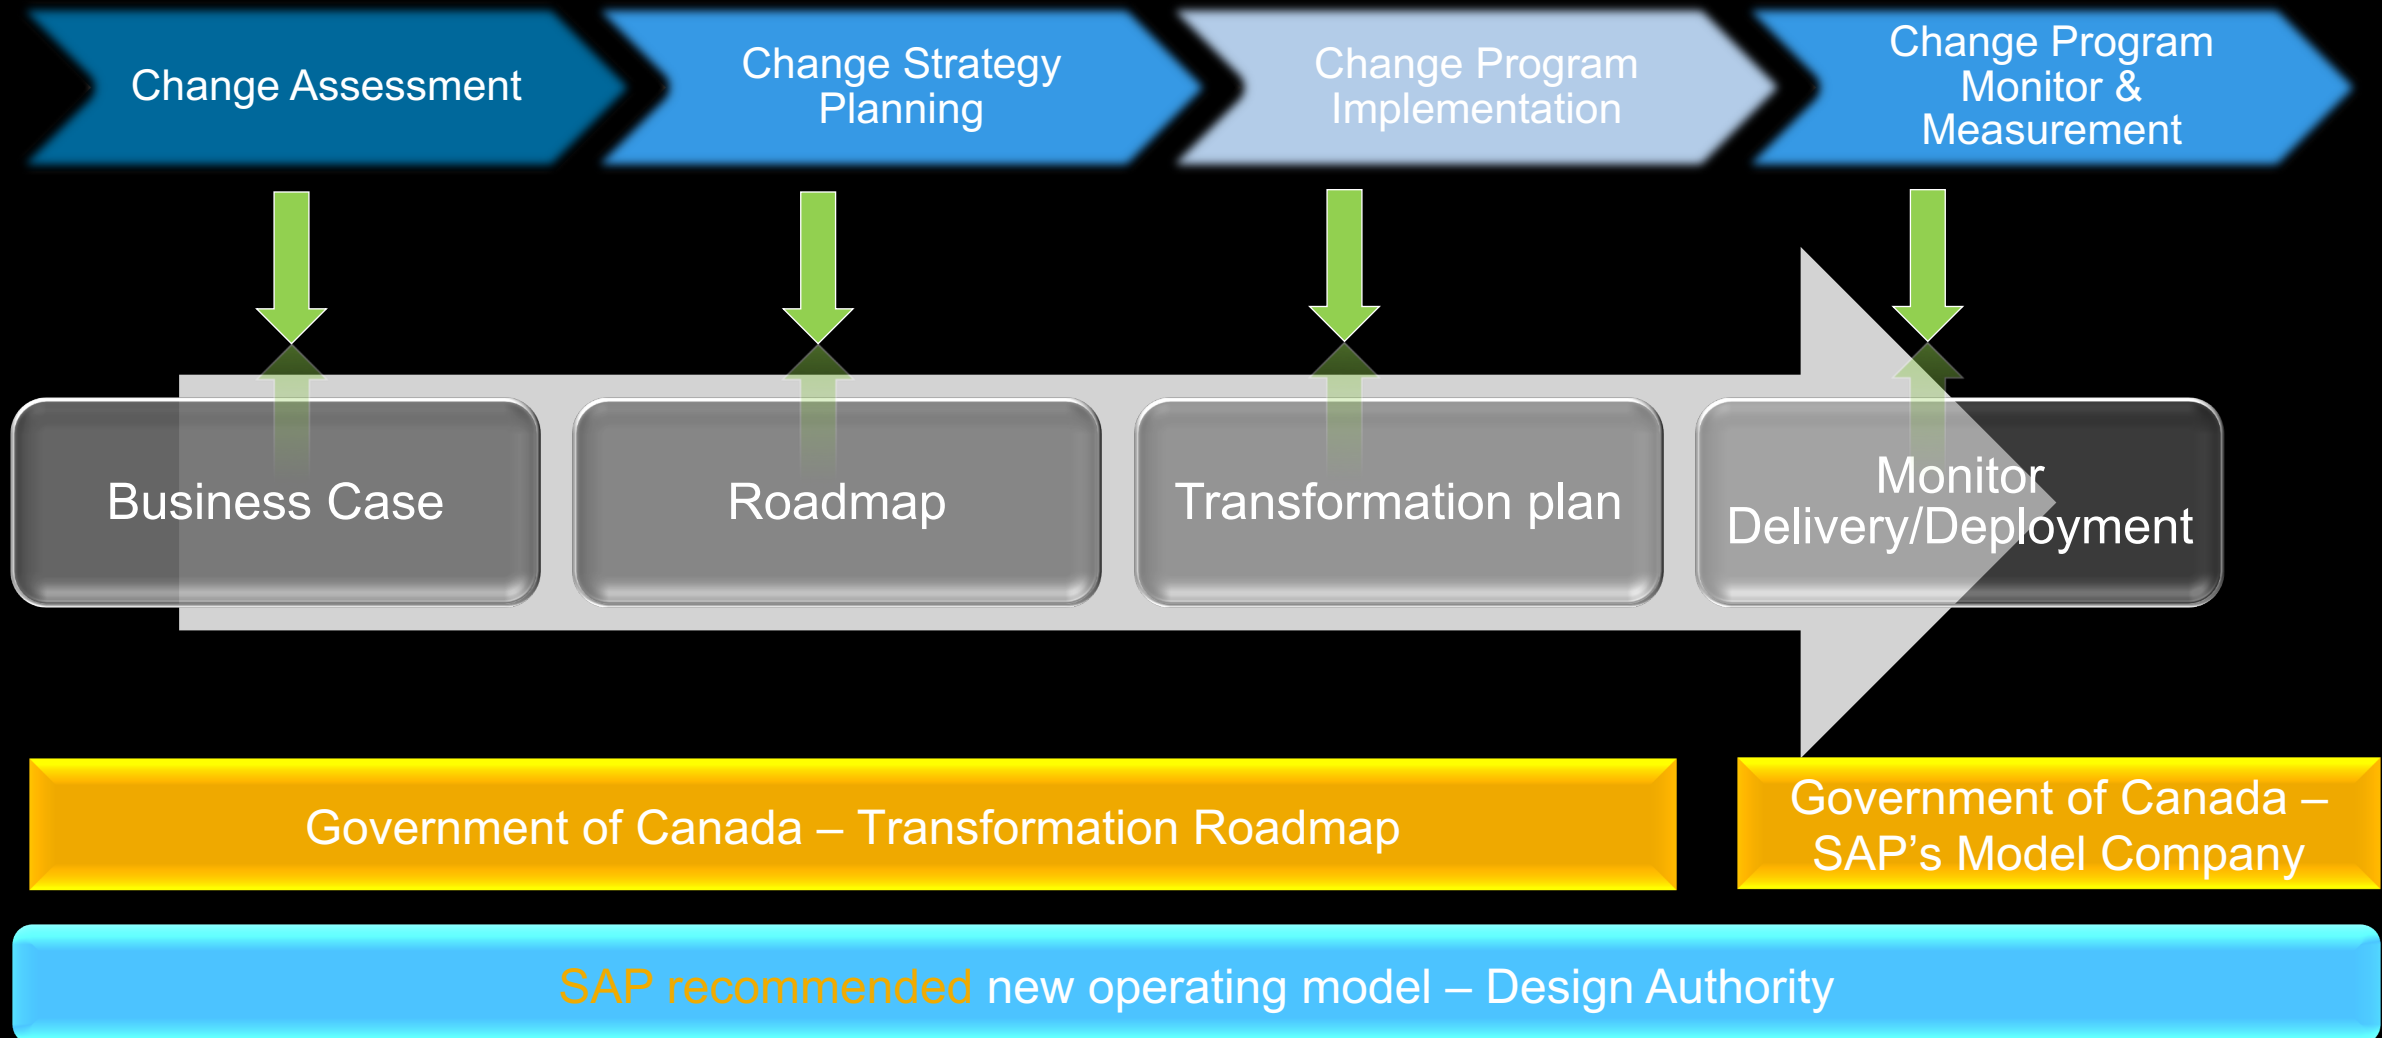 Change Assessment
Change Strategy
Planning
Change Program
Implementation
Change Program
Monitor &
Measurement
Business Case
Roadmap
Transformation plan
Monitor
Delivery/Deployment
Government of Canada – Transformation Roadmap
Government of Canada –
SAP’s Model Company
SAP recommended new operating model – Design Authority